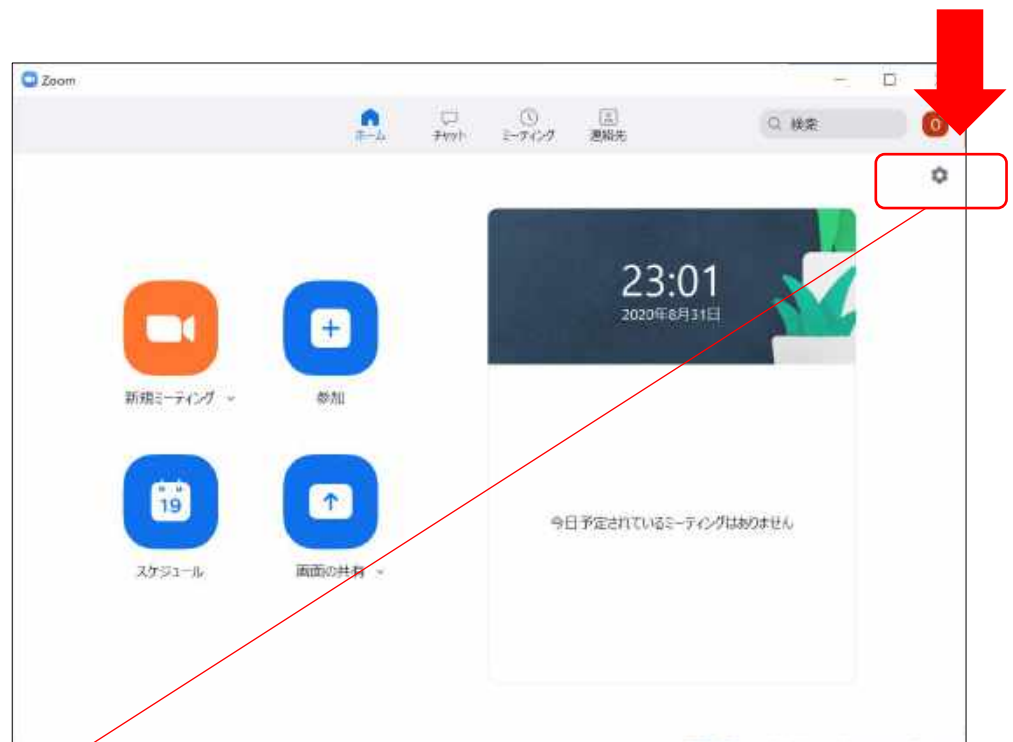 Zoom
ホーム
チャット
ミーティング
連絡先
検索
23:01
2020年8月31日
新規ミーティング
参加
19
スケジュール
画面の共有
今日予定されているミーティングはありません